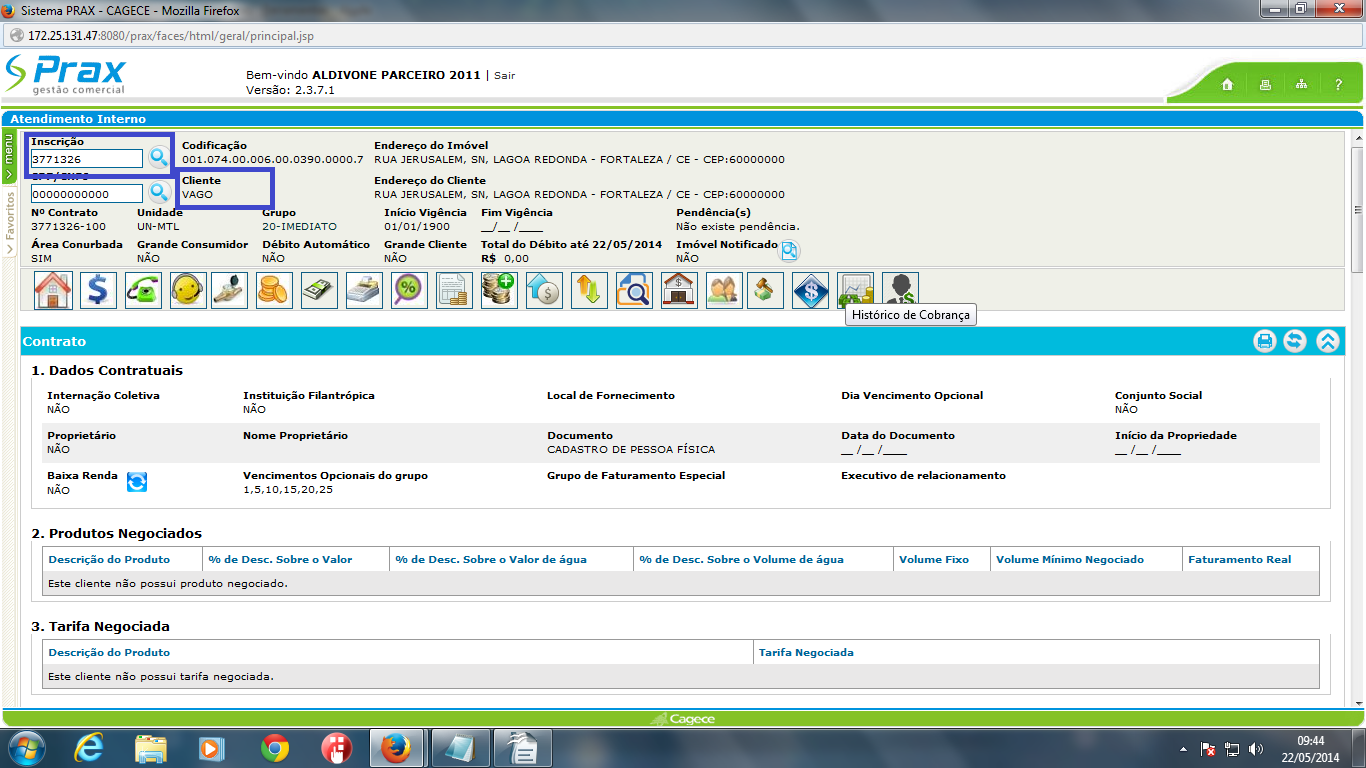 Sistema PRAX - CAGECE - Mozilla Firefox
172.25.131.47:8080/prax/faces/html/geral/principal.jsp
Prax
gestão comercial
Bem-vindo ALDIVONE PARCEIRO 2011 | Sair
Versão: 2.3.7.1
Atendimento Interno
menu
Favoritos
Inscrição
3771326
Codificação
001.074.00.006.00.0390.0000.7
Endereço do Imóvel
RUA JERUSALEM, SN, LAGOA REDONDA - FORTALEZA / CE - CEP:60000000
00000000000
Cliente
VAGO
Endereço do Cliente
RUA JERUSALEM, SN, LAGOA REDONDA - FORTALEZA / CE - CEP:60000000
Nº Contrato Unidade Grupo Início Vigência Fim Vigência Pendência(s)
3771326-100 UN-MTL 20-IMEDIATO 01/01/1900 __/__ /____ Não existe pendência.
Área Conurbada Grande Consumidor Débito Automático Grande Cliente Total do Débito até 22/05/2014 Imóvel Notificado
SIM NÃO NÃO NÃO R$ 0,00 NÃO
Histórico de Cobrança
Contrato
1. Dados Contratuais
Internação Coletiva Instituição Filantrópica Local de Fornecimento Dia Vencimento Opcional Conjunto Social
NÃO NÃO NÃO
Proprietário Nome Proprietário Documento Data do Documento Início da Propriedade
NÃO CADASTRO DE PESSOA FÍSICA __ /__ /____ __ /__ /____
Baixa Renda Vencimentos Opcionais do grupo Grupo de Faturamento Especial Executivo de relacionamento
NÃO 1,5,10,15,20,25
2. Produtos Negociados
Descrição do Produto % de Desc. Sobre o Valor % de Desc. Sobre o Valor de água % de Desc. Sobre o Volume de água Volume Fixo Volume Mínimo Negociado Faturamento Real
Este cliente não possui produto negociado.
3. Tarifa Negociada
Descrição do Produto Tarifa Negociada
Este cliente não possui tarifa negociada.
Cagece
09:44
22/05/2014